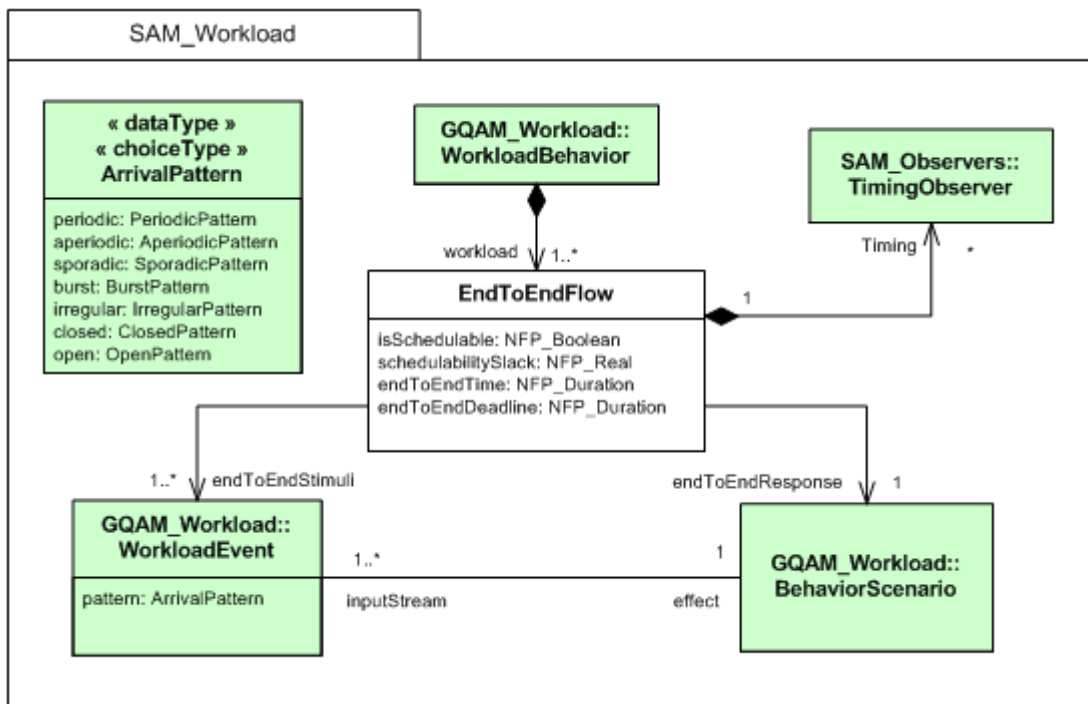 SAM_Workload
« dataType »
« choiceType »
ArrivalPattern
periodic: PeriodicPattern
aperiodic: AperiodicPattern
sporadic: SporadicPattern
burst: BurstPattern
irregular: IrregularPattern
closed: ClosedPattern
open: OpenPattern
GQAM_Workload::
WorkloadBehavior
SAM_Observers::
TimingObserver
workload
1..*
Timing
*
EndToEndFlow
1
isSchedulable: NFP_Boolean
schedulabilitySlack: NFP_Real
endToEndTime: NFP_Duration
endToEndDeadline: NFP_Duration
1..*
endToEndStimuli
endToEndResponse
1
GQAM_Workload::
WorkloadEvent
pattern: ArrivalPattern
1..*
inputStream
1
effect
GQAM_Workload::
BehaviorScenario